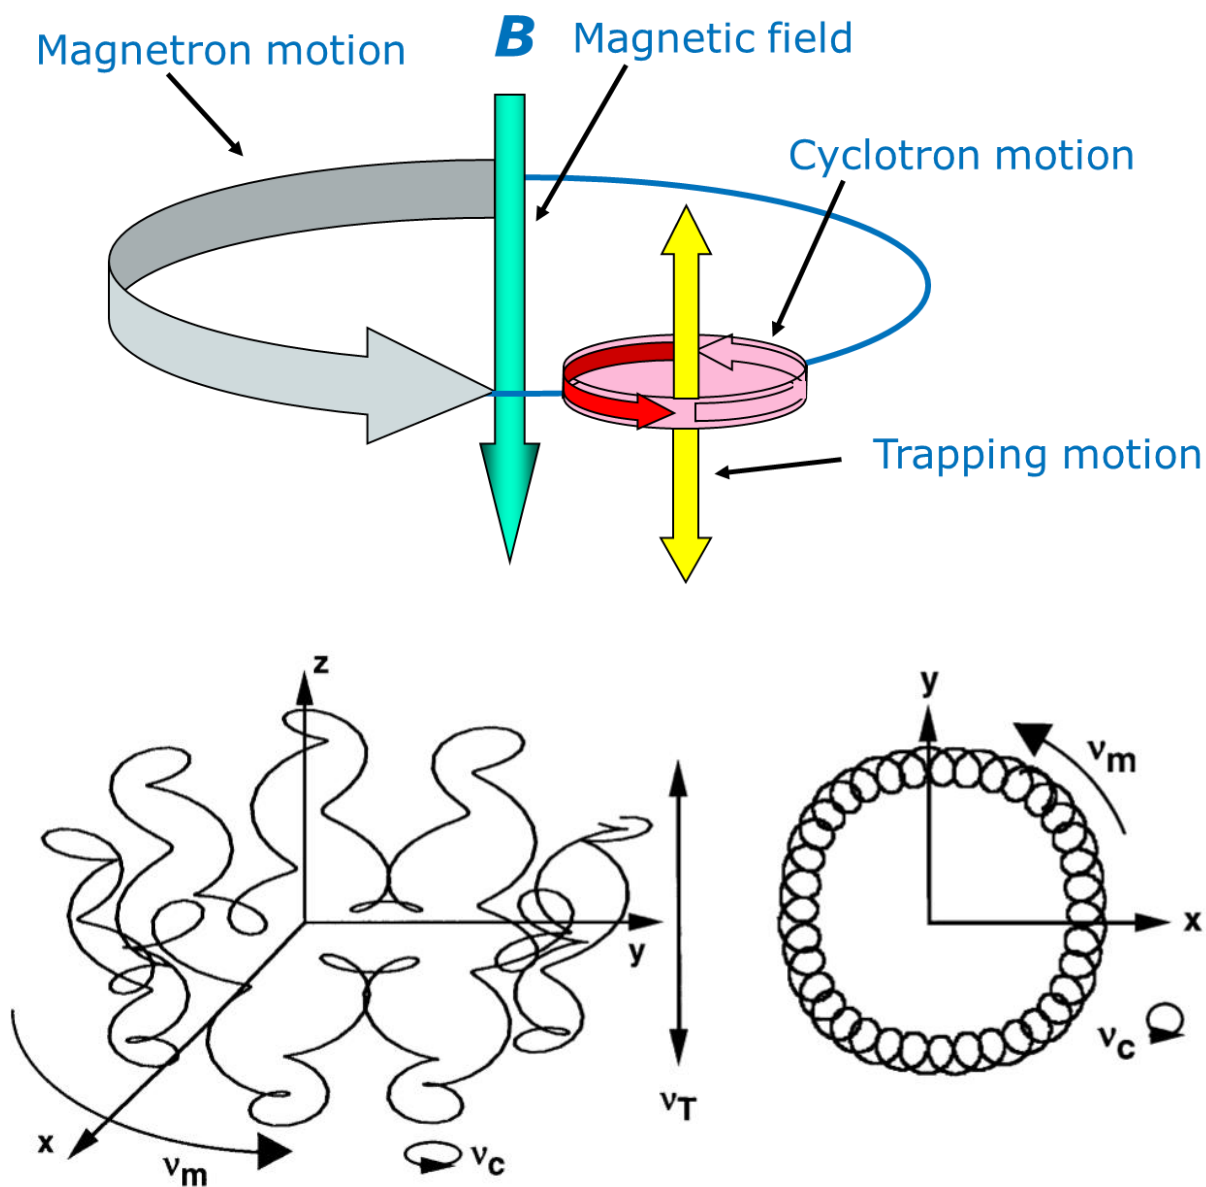 Magnetron motion
B Magnetic field
Cyclotron motion
Trapping motion
z
y
x
νm
νc
νT
y
x
νm
νc